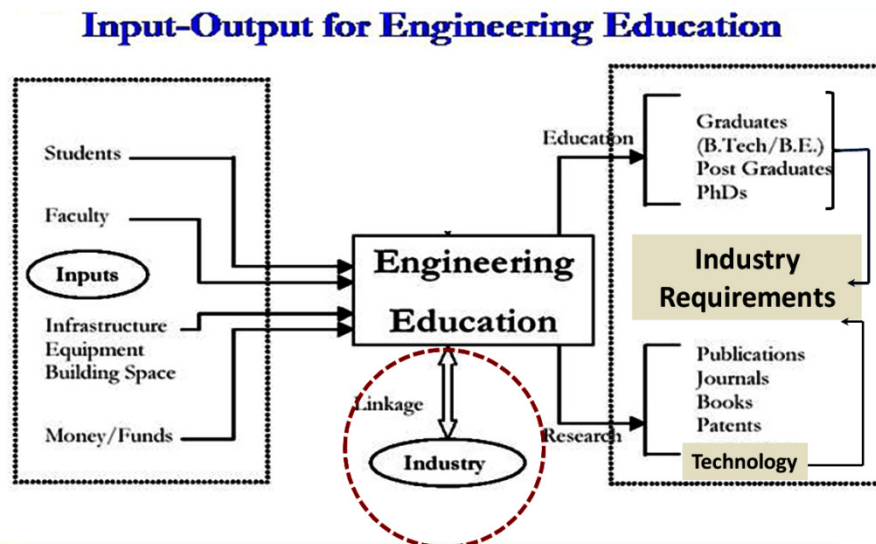 Input-Output for Engineering Education
Students
Faculty
Inputs
Infrastructure
Equipment
Building Space
Money/Funds
Engineering
Education
Linkage
Industry
Education
Graduates
(B.Tech/B.E.)
Post Graduates
PhDs
Industry
Requirements
Research
Publications
Journals
Books
Patents
Technology